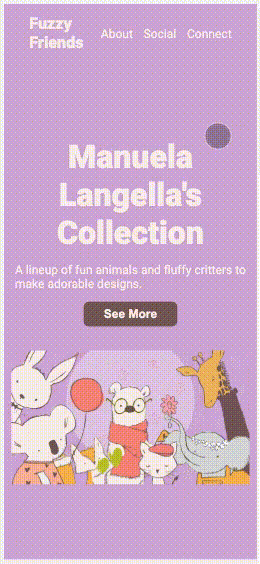 Fuzzy
Friends
About Social Connect
Manuela
Langella's
Collection
A lineup of fun animals and fluffy critters to
make adorable designs.
See More